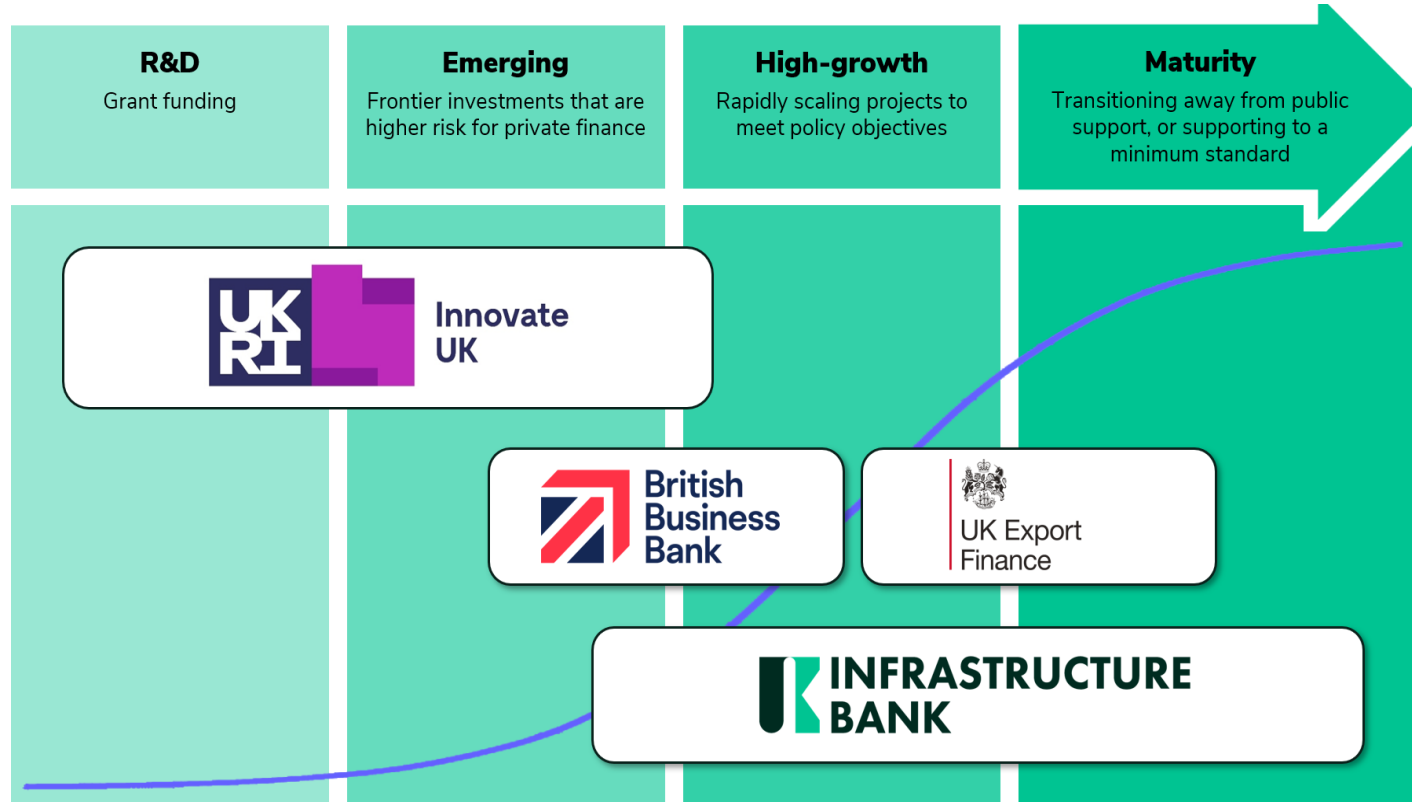 R&D
Grant funding
Emerging
Frontier investments that are
higher risk for private finance
High-growth
Rapidly scaling projects to
meet policy objectives
Maturity
Transitioning away from public
support, or supporting to a
minimum standard
UK
RI
Innovate
UK
British
Business
Bank
UK Export
Finance
UK
INFRASTRUCTURE
BANK